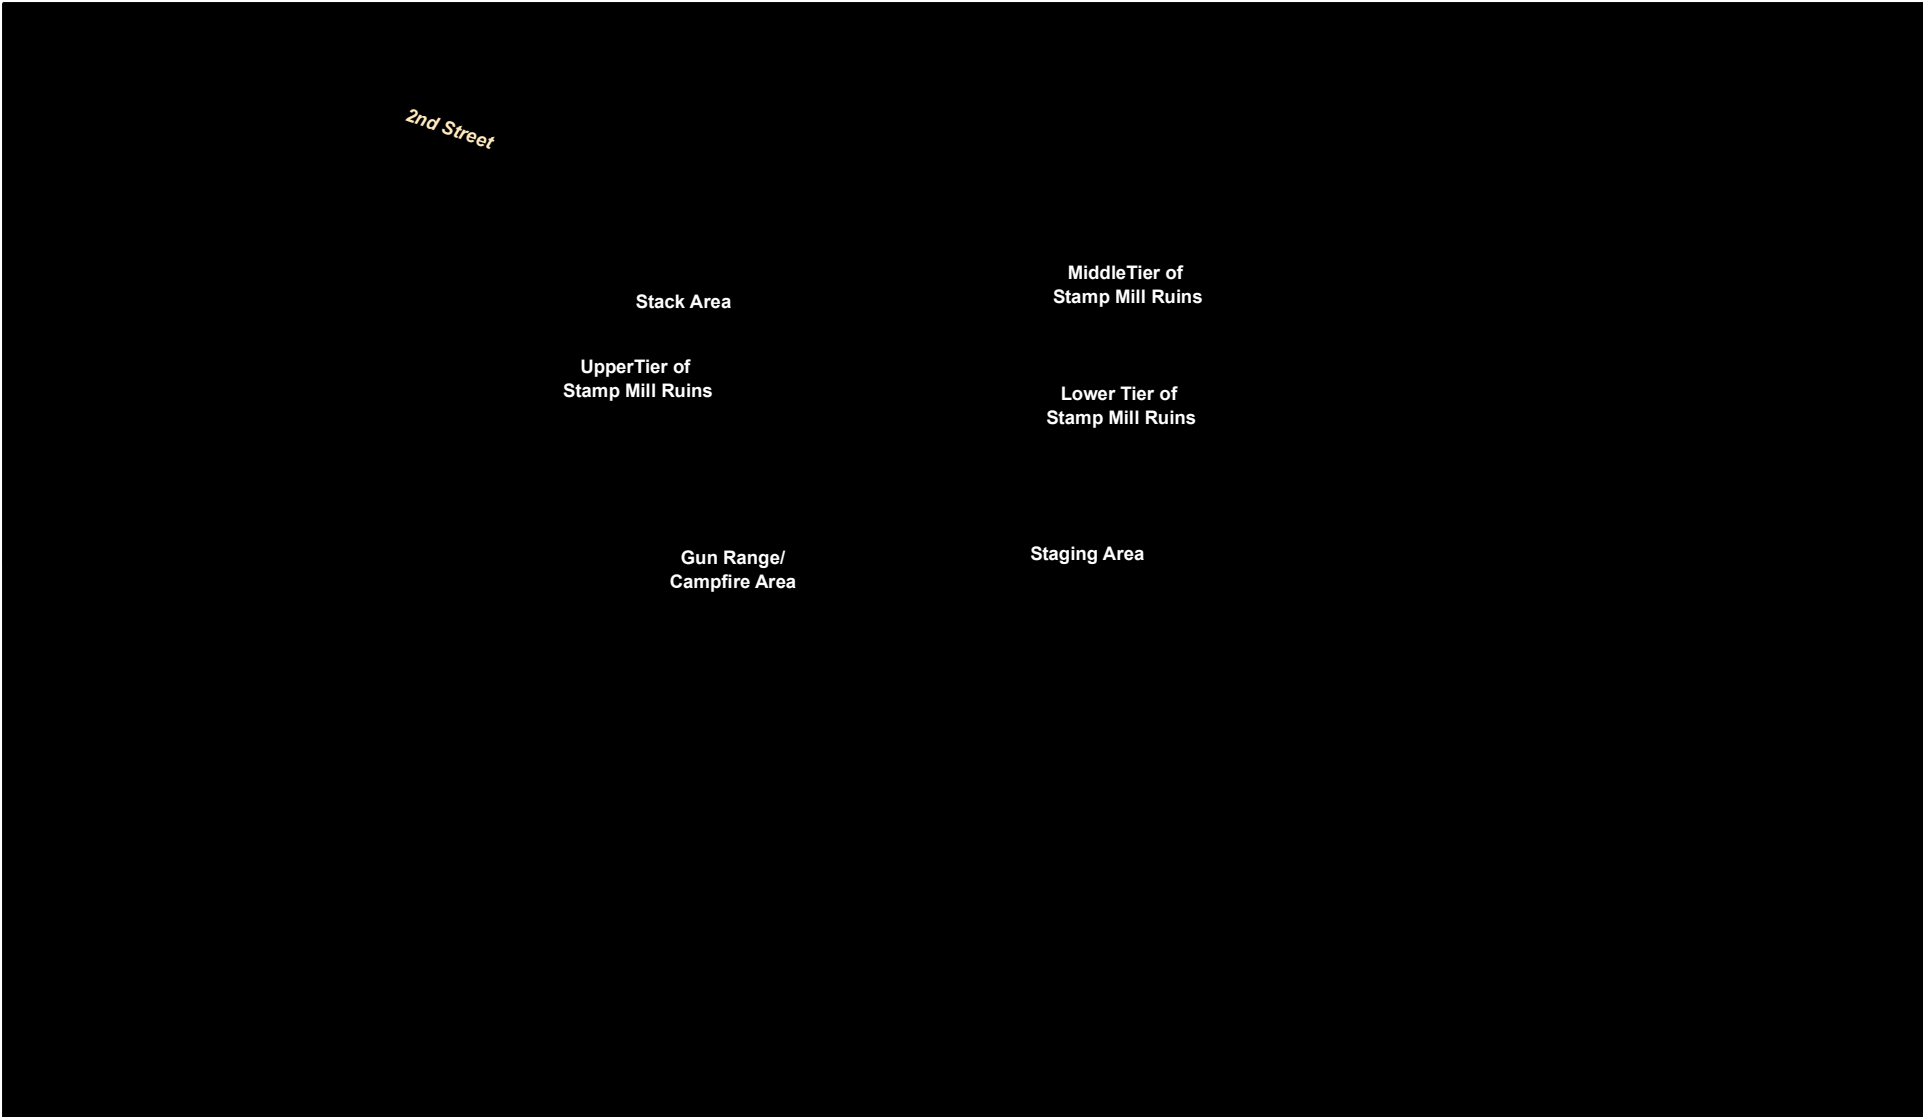 2nd Street
MiddleTier of
Stamp Mill Ruins
Stack Area
UpperTier of
Stamp Mill Ruins
Lower Tier of
Stamp Mill Ruins
Gun Range/
Campfire Area
Staging Area